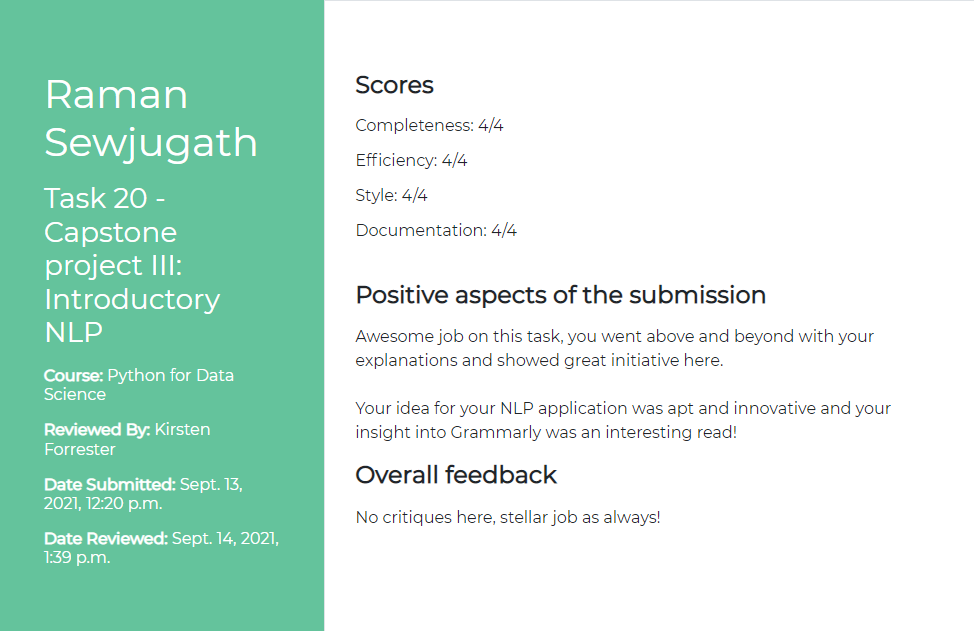 Raman
Sewjugath
Task 20 -
Capstone
project III:
Introductory
NLP
Course: Python for Data
Science
Reviewed By: Kirsten
Forrester
Date Submitted: Sept. 13,
2021, 12:20 p.m.
Date Reviewed: Sept. 14, 2021,
1:39 p.m.
Scores
Completeness: 4/4
Efficiency: 4/4
Style: 4/4
Documentation: 4/4
Positive aspects of the submission
Awesome job on this task, you went above and beyond with your
explanations and showed great initiative here.
Your idea for your NLP application was apt and innovative and your
insight into Grammarly was an interesting read!
Overall feedback
No critiques here, stellar job as always!